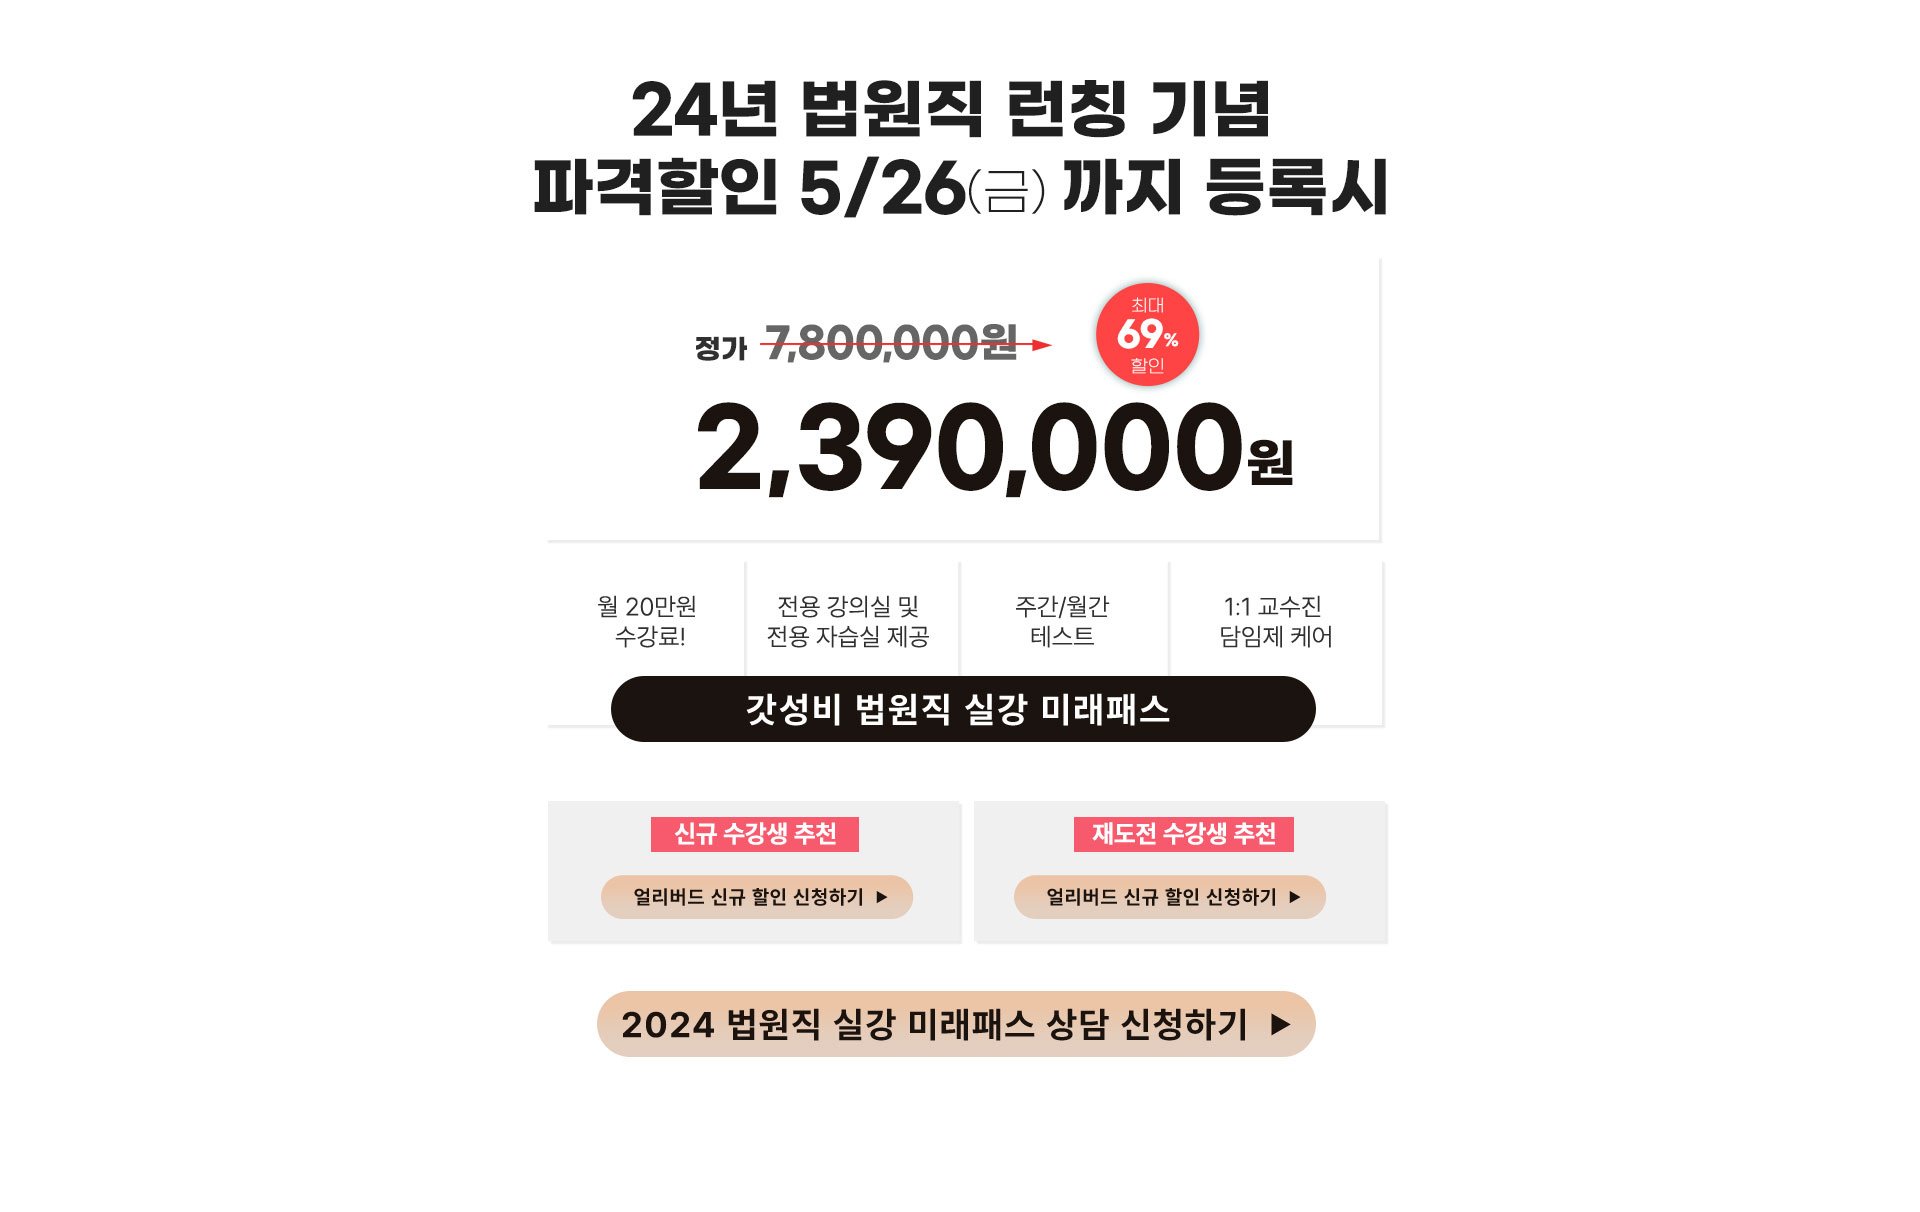 24년 법원직 런칭 기념
파격할인 5/26(금) 까지 등록시
최대
69%
할인
정가 7,800,000원
2,390,000원
월 20만원
수강료!
전용 강의실 및
전용 자습실 제공
주간/월간
테스트
1:1 교수진
담임제 케어
갓성비 법원직 실강 미래패스
신규 수강생 추천
얼리버드 신규 할인 신청하기 ▶
재도전 수강생 추천
얼리버드 신규 할인 신청하기 ▶
2024 법원직 실강 미래패스 상담 신청하기 ▶